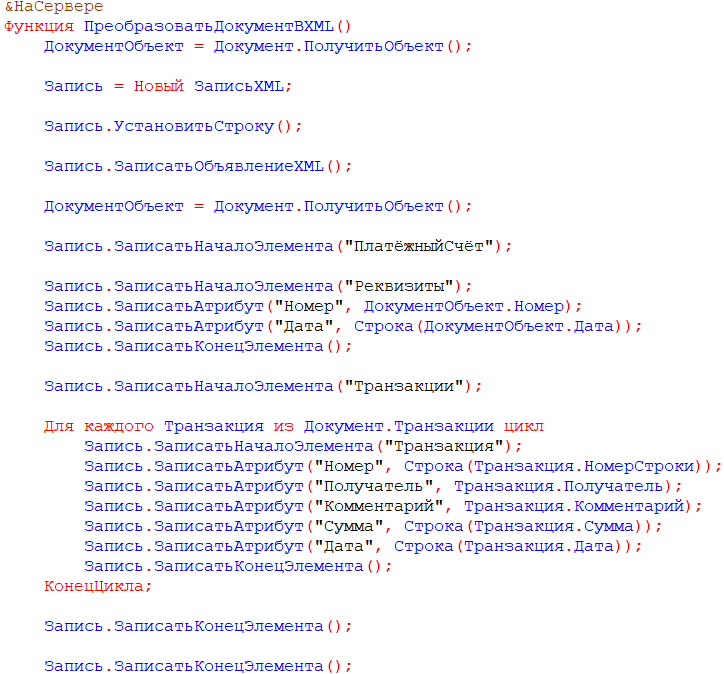 &НаСервере
Функция ПреобразоватьДокументВXML()
ДокументОбъект = Документ.ПолучитьОбъект();
Запись = Новый ЗаписьXML;
Запись.УстановитьСтроку();
Запись.ЗаписатьОбъявлениеXML();
ДокументОбъект = Документ.ПолучитьОбъект();
Запись.ЗаписатьНачалоЭлемента("ПлатёжныйСчёт");
Запись.ЗаписатьНачалоЭлемента("Реквизиты");
Запись.ЗаписатьАтрибут("Номер", ДокументОбъект.Номер);
Запись.ЗаписатьАтрибут("Дата", Строка(ДокументОбъект.Дата));
Запись.ЗаписатьКонецЭлемента();
Запись.ЗаписатьНачалоЭлемента("Транзакции");
Для каждого Транзакция из Документ.Транзакции цикл
Запись.ЗаписатьНачалоЭлемента("Транзакция");
Запись.ЗаписатьАтрибут("Номер", Строка(Транзакция.НомерСтроки));
Запись.ЗаписатьАтрибут("Получатель", Транзакция.Получатель);
Запись.ЗаписатьАтрибут("Комментарий", Транзакция.Комментарий);
Запись.ЗаписатьАтрибут("Сумма", Строка(Транзакция.Сумма));
Запись.ЗаписатьАтрибут("Дата", Строка(Транзакция.Дата));
Запись.ЗаписатьКонецЭлемента();
КонецЦикла;
Запись.ЗаписатьКонецЭлемента();
Запись.ЗаписатьКонецЭлемента();